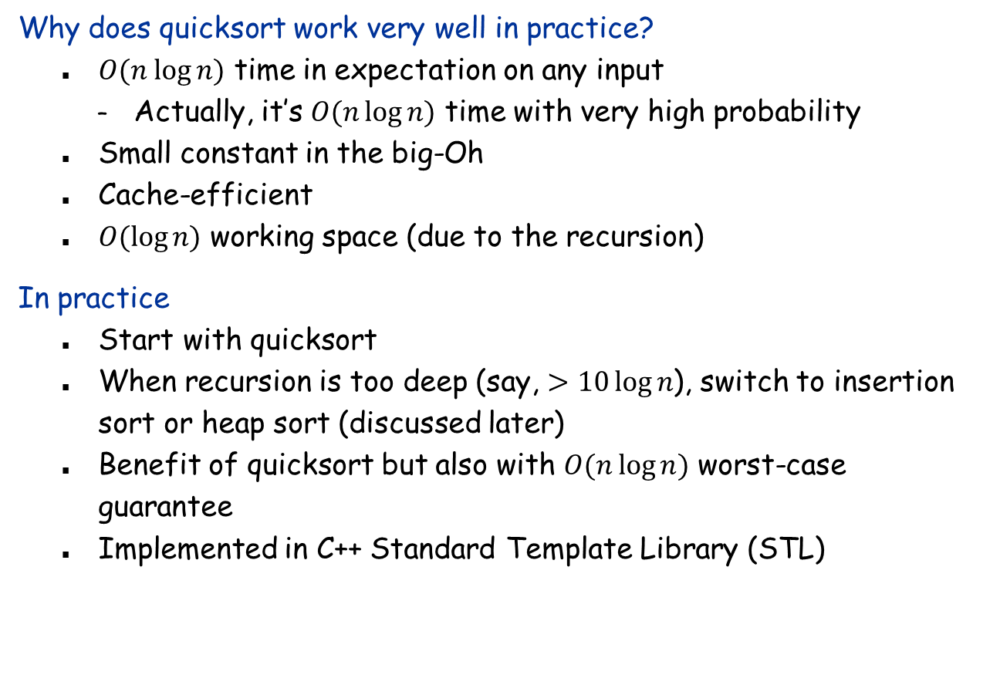 Why does quicksort work very well in practice?
▪ O(n log n) time in expectation on any input
- Actually, it's O(n log n) time with very high probability
▪ Small constant in the big-Oh
▪ Cache-efficient
▪ O(log n) working space (due to the recursion)
In practice
▪ Start with quicksort
▪ When recursion is too deep (say, > 10 log n), switch to insertion
sort or heap sort (discussed later)
▪ Benefit of quicksort but also with O(n log n) worst-case
guarantee
▪ Implemented in C++ Standard Template Library (STL)